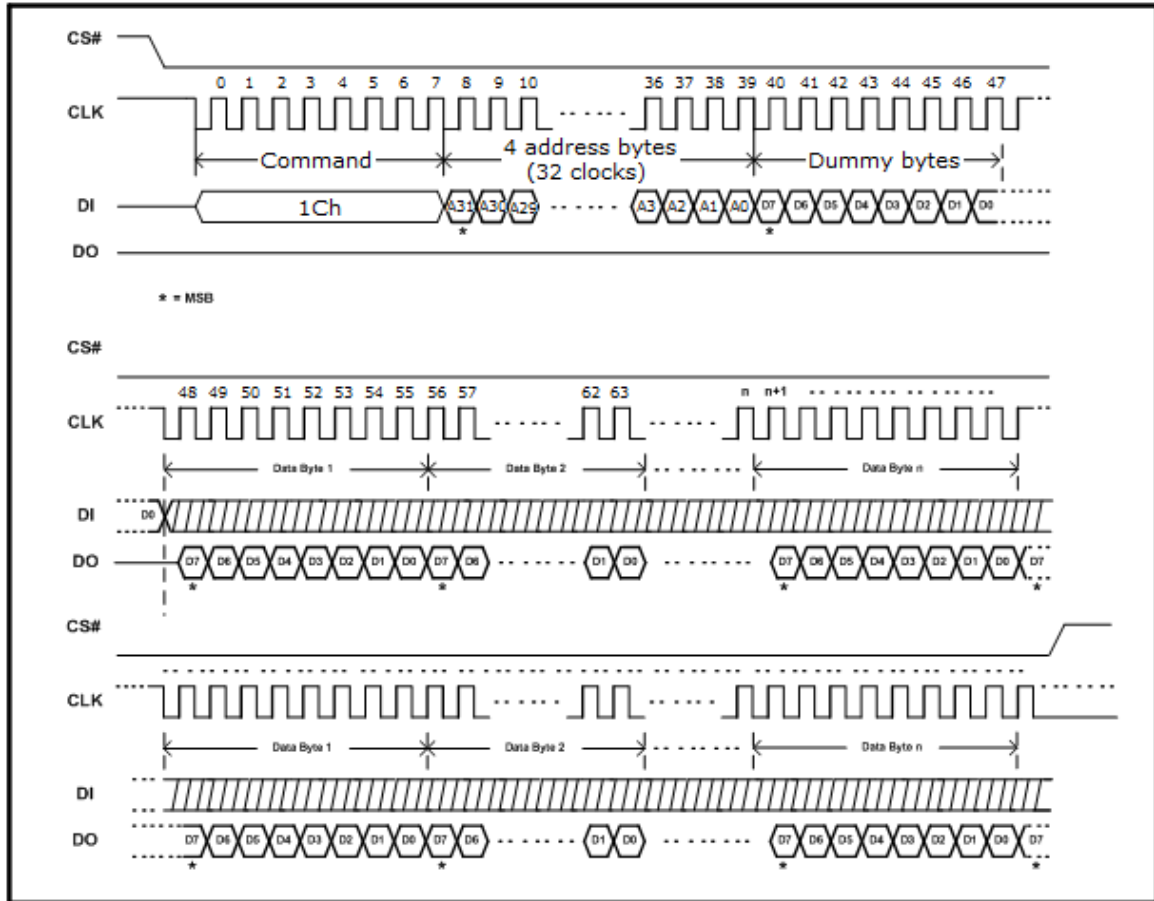 CS#
0 1 2 3 4 5 6 7 8 9 10 36 37 38 39 40 41 42 43 44 45 46 47
CLK
Command 4 address bytes (32 clocks) Dummy bytes
DI 1Ch A31 A30 A29 A3 A2 A1 A0 D7 D6 D5 D4 D3 D2 D1 D0
* *
DO
* = MSB
CS#
48 49 50 51 52 53 54 55 56 57 62 63 n n+1
CLK
Data Byte 1 Data Byte 2 Data Byte n
DI D0
DO D7 D6 D5 D4 D3 D2 D1 D0 D7 D6 D1 D0 D7 D6 D5 D4 D3 D2 D1 D0 D7
* * * *
CS#
CLK
Data Byte 1 Data Byte 2 Data Byte n
DI
DO D7 D6 D5 D4 D3 D2 D1 D0 D7 D6 D1 D0 D7 D6 D5 D4 D3 D2 D1 D0 D7
* * * *